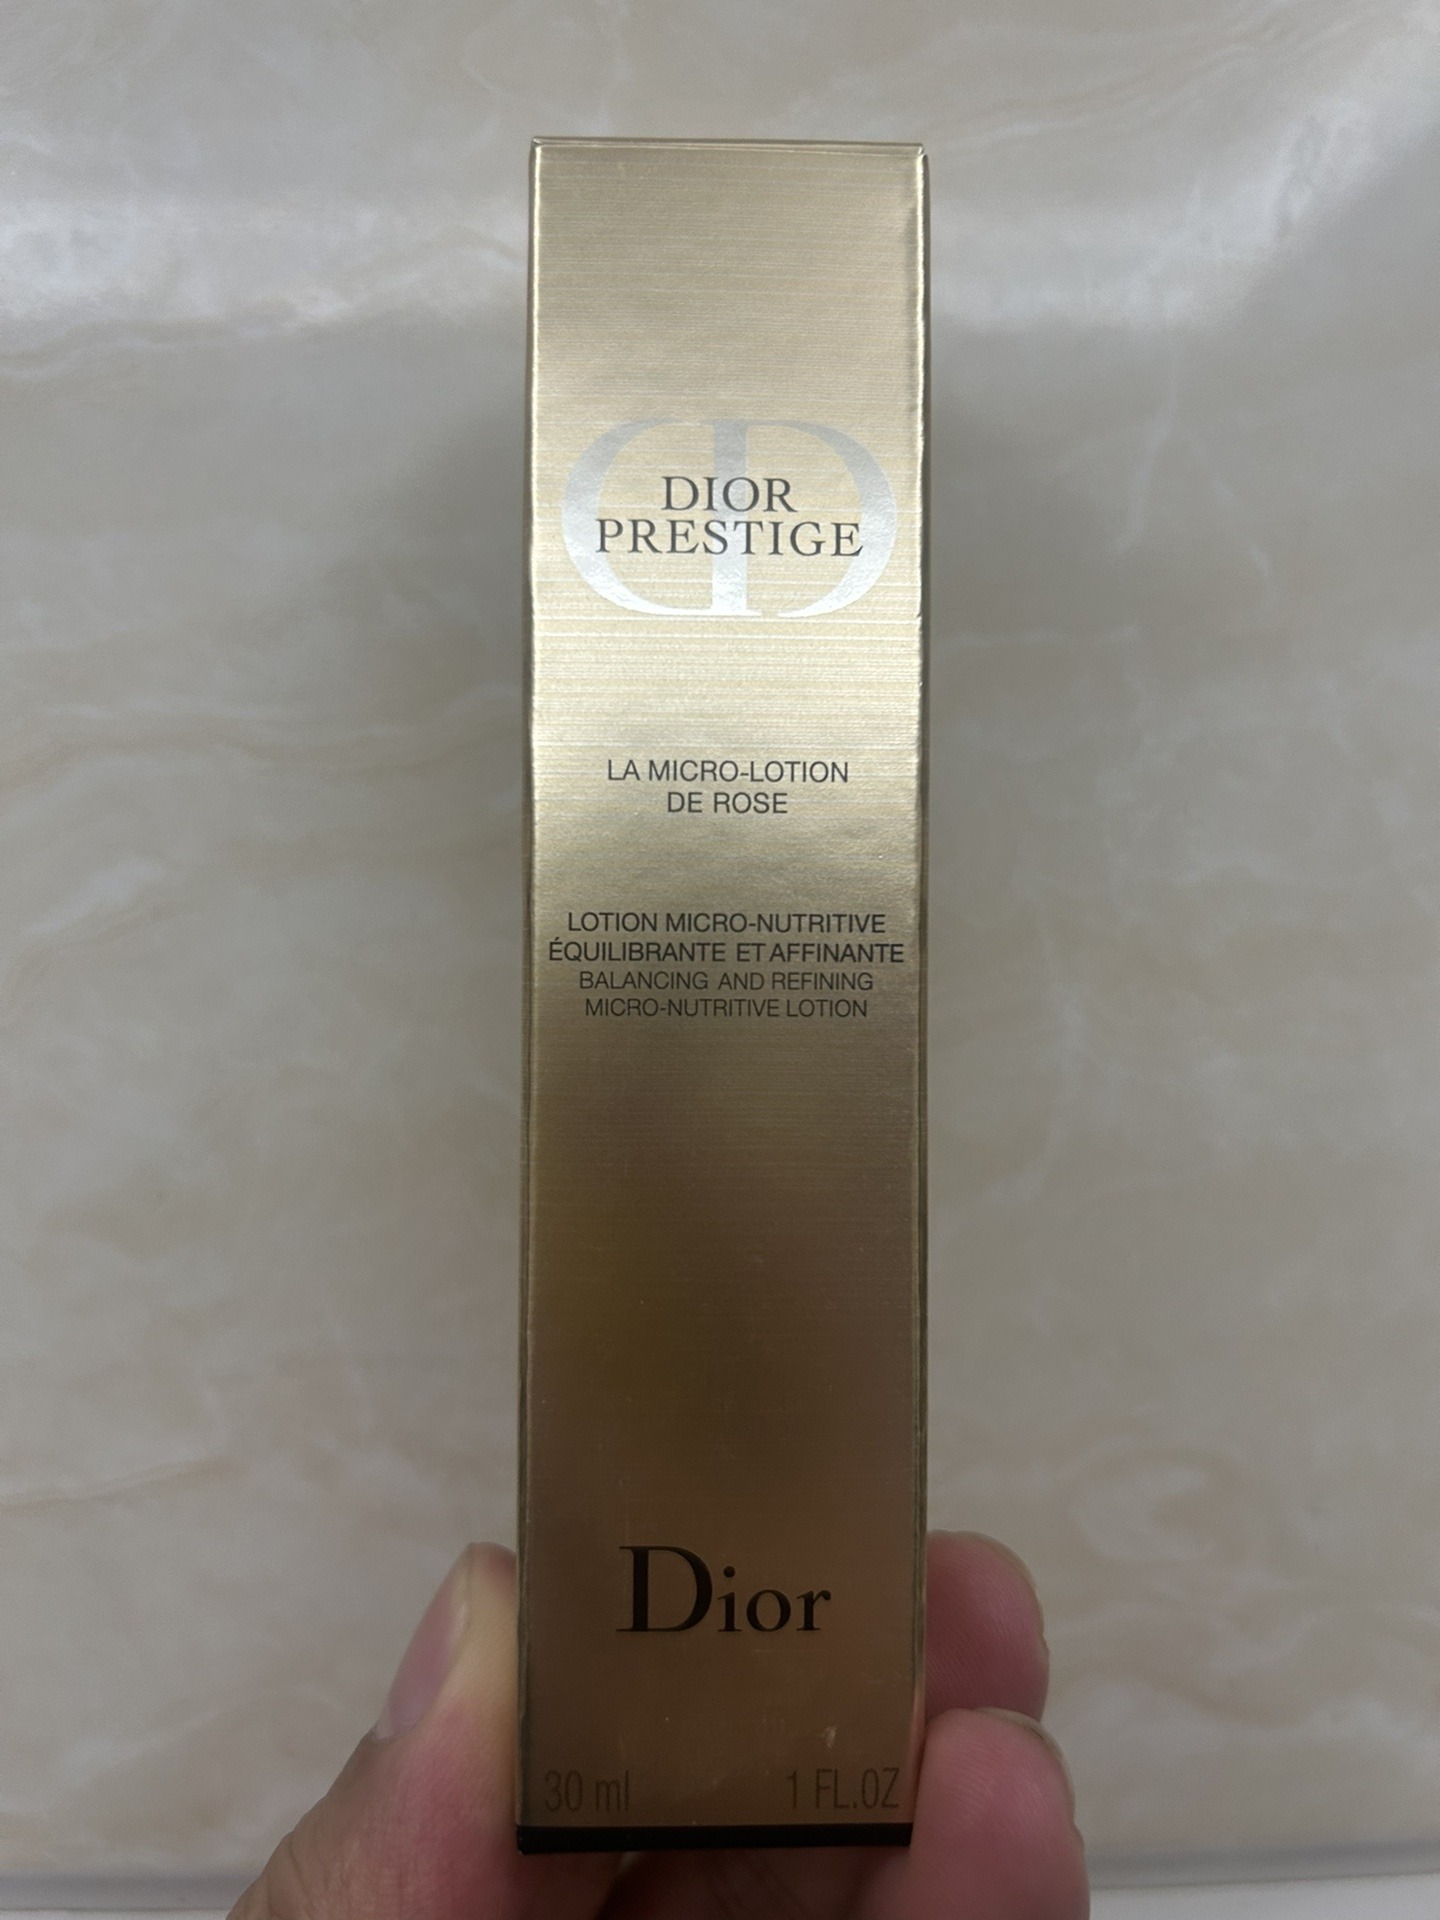 DIOR
PRESTIGE
LA MICRO-LOTION
DE ROSE
LOTION MICRO-NUTRITIVE
ÉQUILIBRANTE ET AFFINANTE
BALANCING AND REFINING
MICRO-NUTRITIVE LOTION
Dior
30 ml 1 FL.OZ